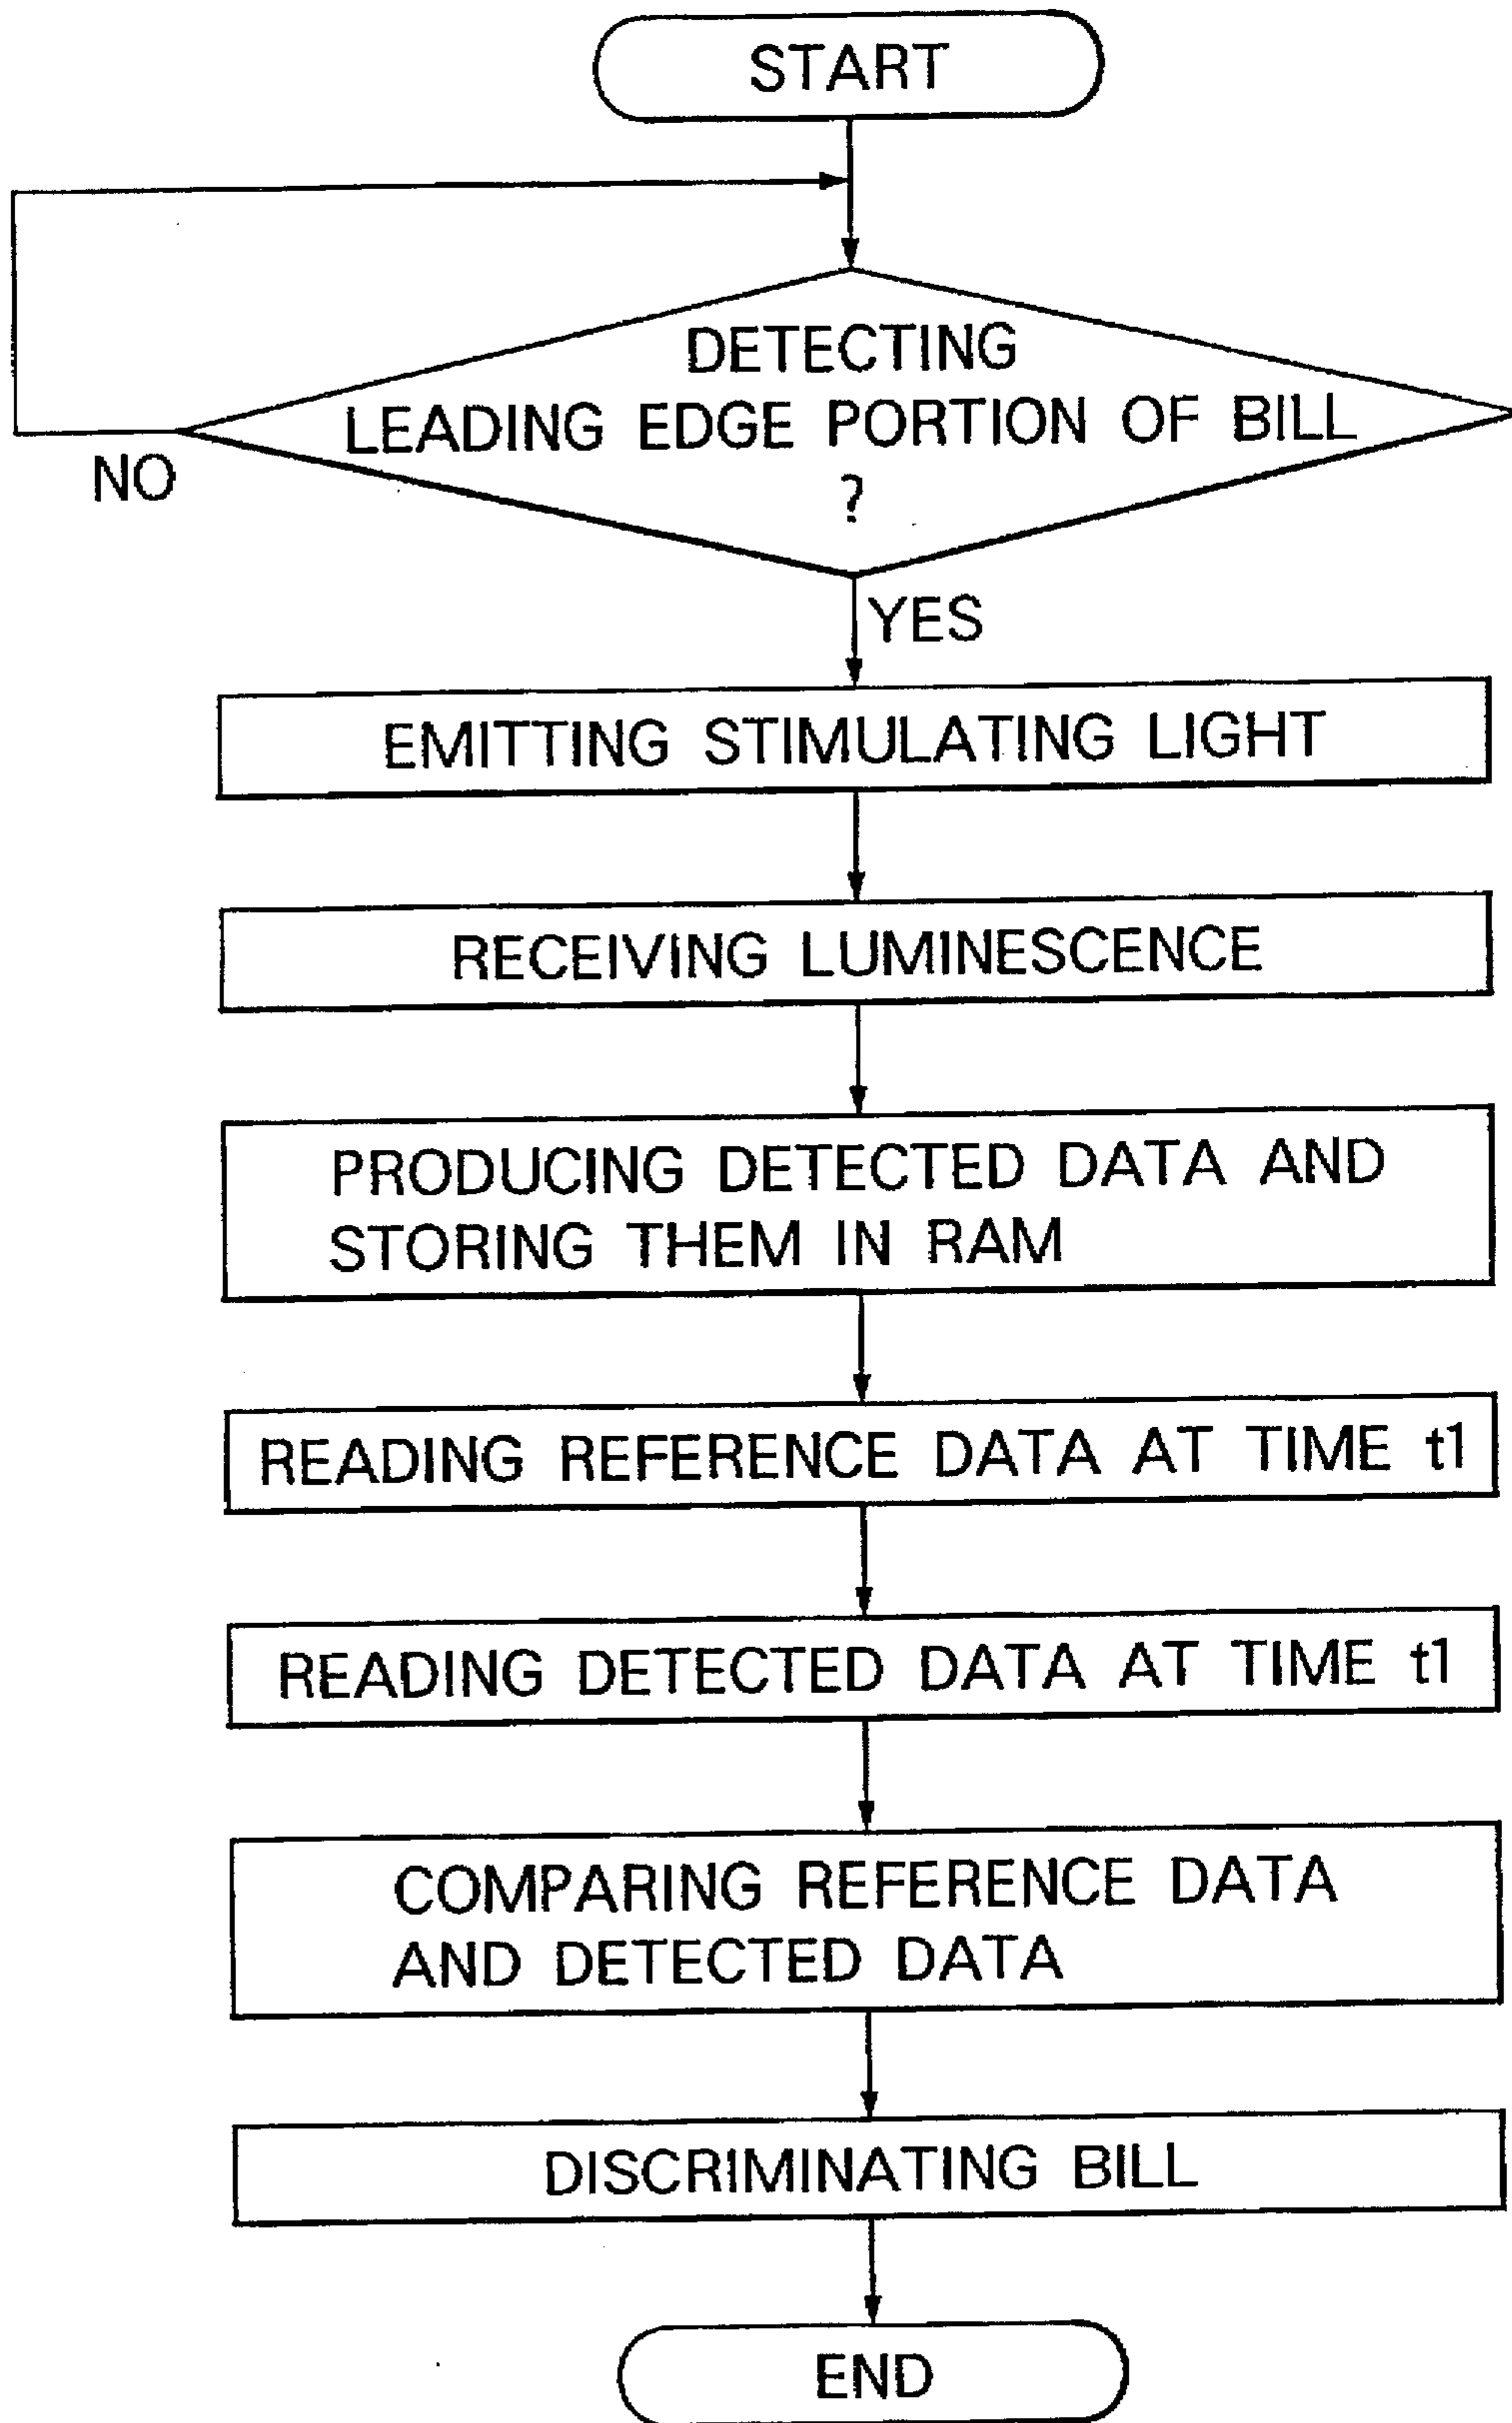 START
DETECTING
LEADING EDGE PORTION OF BILL
?
NO
YES
EMITTING STIMULATING LIGHT
RECEIVING LUMINESCENCE
PRODUCING DETECTED DATA AND
STORING THEM IN RAM
READING REFERENCE DATA AT TIME t1
READING DETECTED DATA AT TIME t1
COMPARING REFERENCE DATA
AND DETECTED DATA
DISCRIMINATING BILL
END